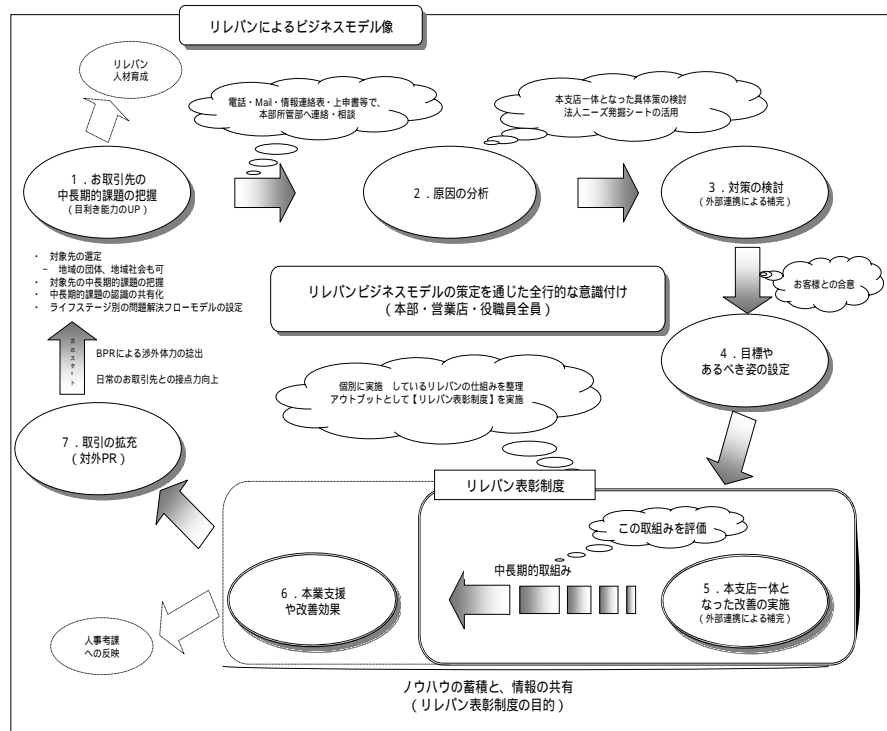 リレバンによるビジネスモデル像
リレバン
人材育成
電話・Mail・情報連絡表・上申書等で、
本部所管部へ連絡・相談
本支店一体となった具体策の検討
法人ニーズ発掘シートの活用
1．お取引先の
中長期的課題の把握
(目利き能力のUP)
2．原因の分析
3．対策の検討
(外部連携による補完)
・ 対象先の選定
~ 地域の団体、地域社会も可
・ 対象先の中長期的課題の把握
・ 中長期的課題の認識の共有化
・ ライフステージ別の問題解決フローモデルの設定
リレバンビジネスモデルの策定を通じた全行的な意識付け
(本部・営業店・役職員全員)
お客様との合意
4．目標や
あるべき姿の設定
次のスタート
BPRによる渉外体力の捻出
日常のお取引先との接点力向上
個別に実施 しているリレバンの仕組みを整理
アウトプットとして【リレバン表彰制度】を実施
7．取引の拡充
(対外PR)
リレバン表彰制度
この取組みを評価
中長期的取組み
6．本業支援
や改善効果
5．本支店一体と
なった改善の実施
(外部連携による補完)
人事考課
への反映
ノウハウの蓄積と、情報の共有
(リレバン表彰制度の目的)